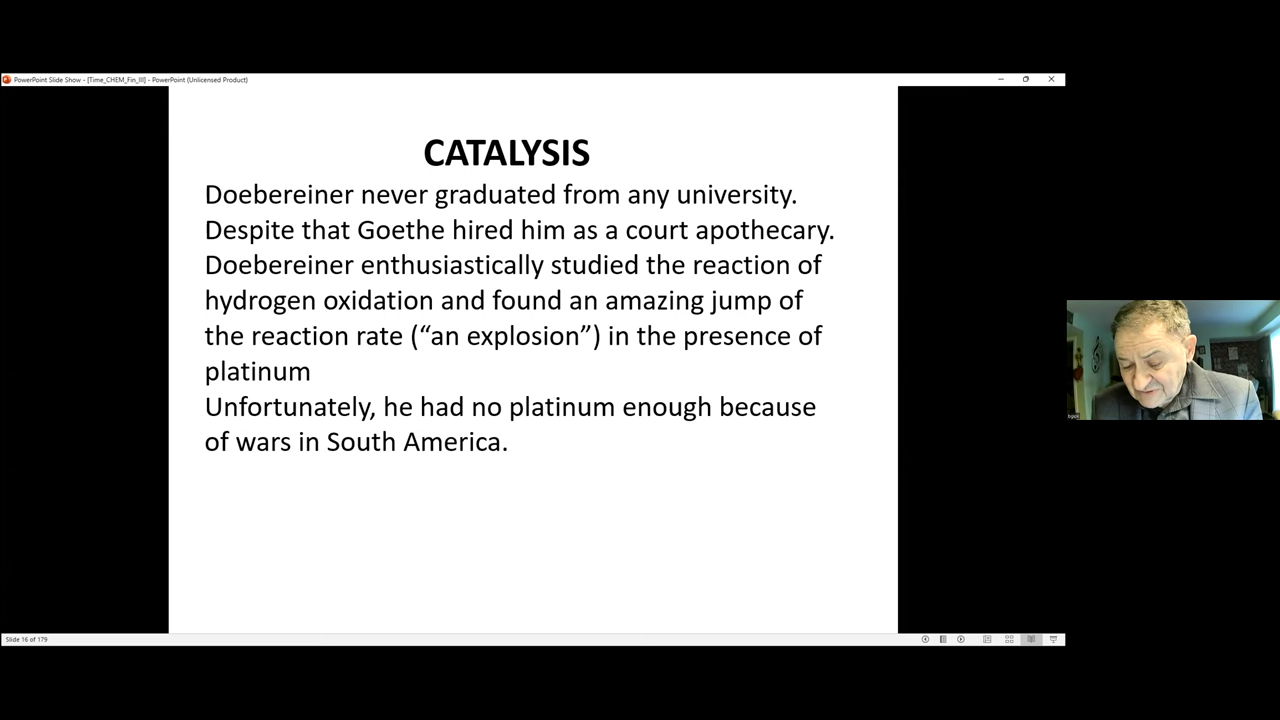 PowerPoint Slide Show - [Time_CHEM_Fin_III] - PowerPoint (Unlicensed Product)
CATALYSIS
Doebereiner never graduated from any university.
Despite that Goethe hired him as a court apothecary.
Doebereiner enthusiastically studied the reaction of
hydrogen oxidation and found an amazing jump of
the reaction rate (“an explosion”) in the presence of
platinum
Unfortunately, he had no platinum enough because
of wars in South America.
Slide 16 of 179